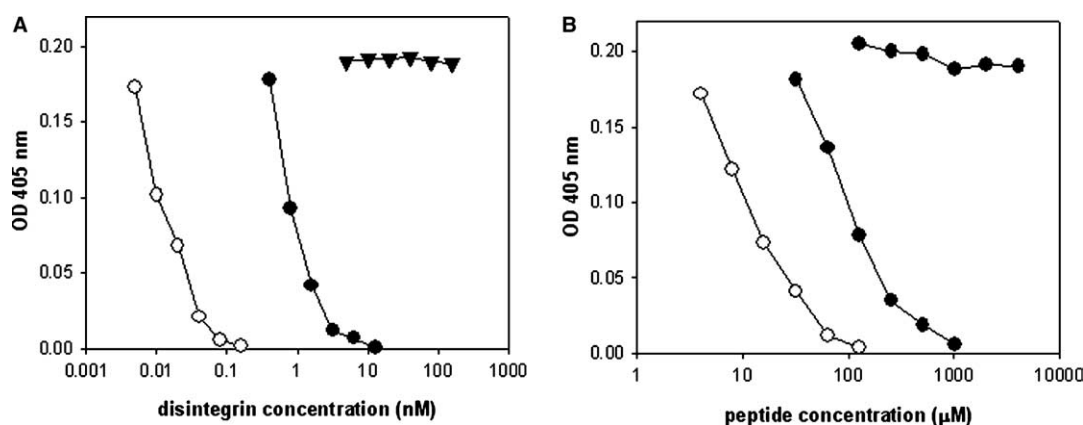 A
OD 405 nm
0.20
0.15
0.10
0.05
0.00
0.001 0.01 0.1 1 10 100 1000
disintegrin concentration (nM)
B
OD 405 nm
0.20
0.15
0.10
0.05
0.00
1 10 100 1000 10000
peptide concentration (μM)